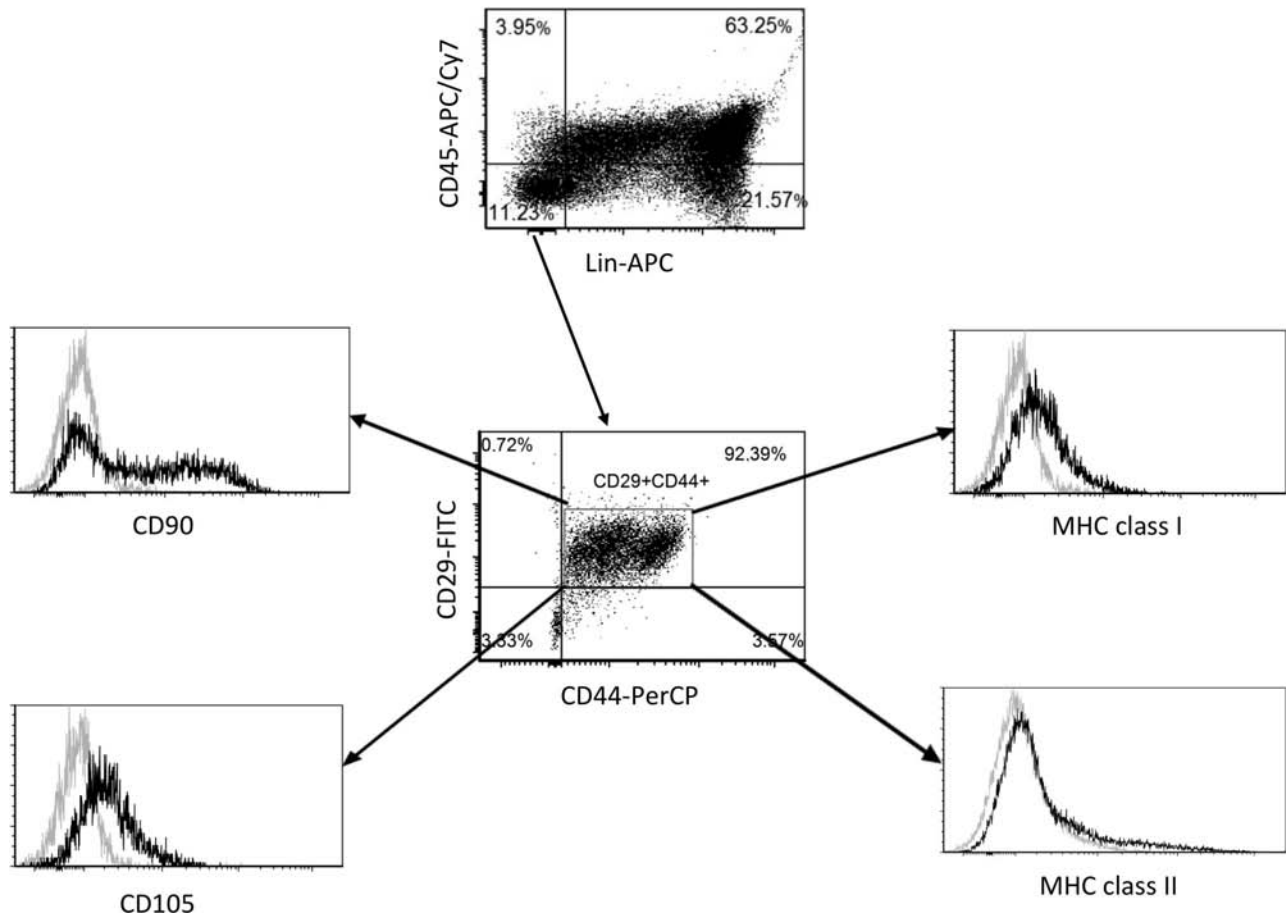 3.95%
63.25%
CD45-APC/Cy7
11.23%
21.57%
Lin-APC
CD90
MHC class I
0.72%
92.39%
CD29+CD44+
CD29-FITC
3.33%
3.57%
CD44-PerCP
CD105
MHC class II